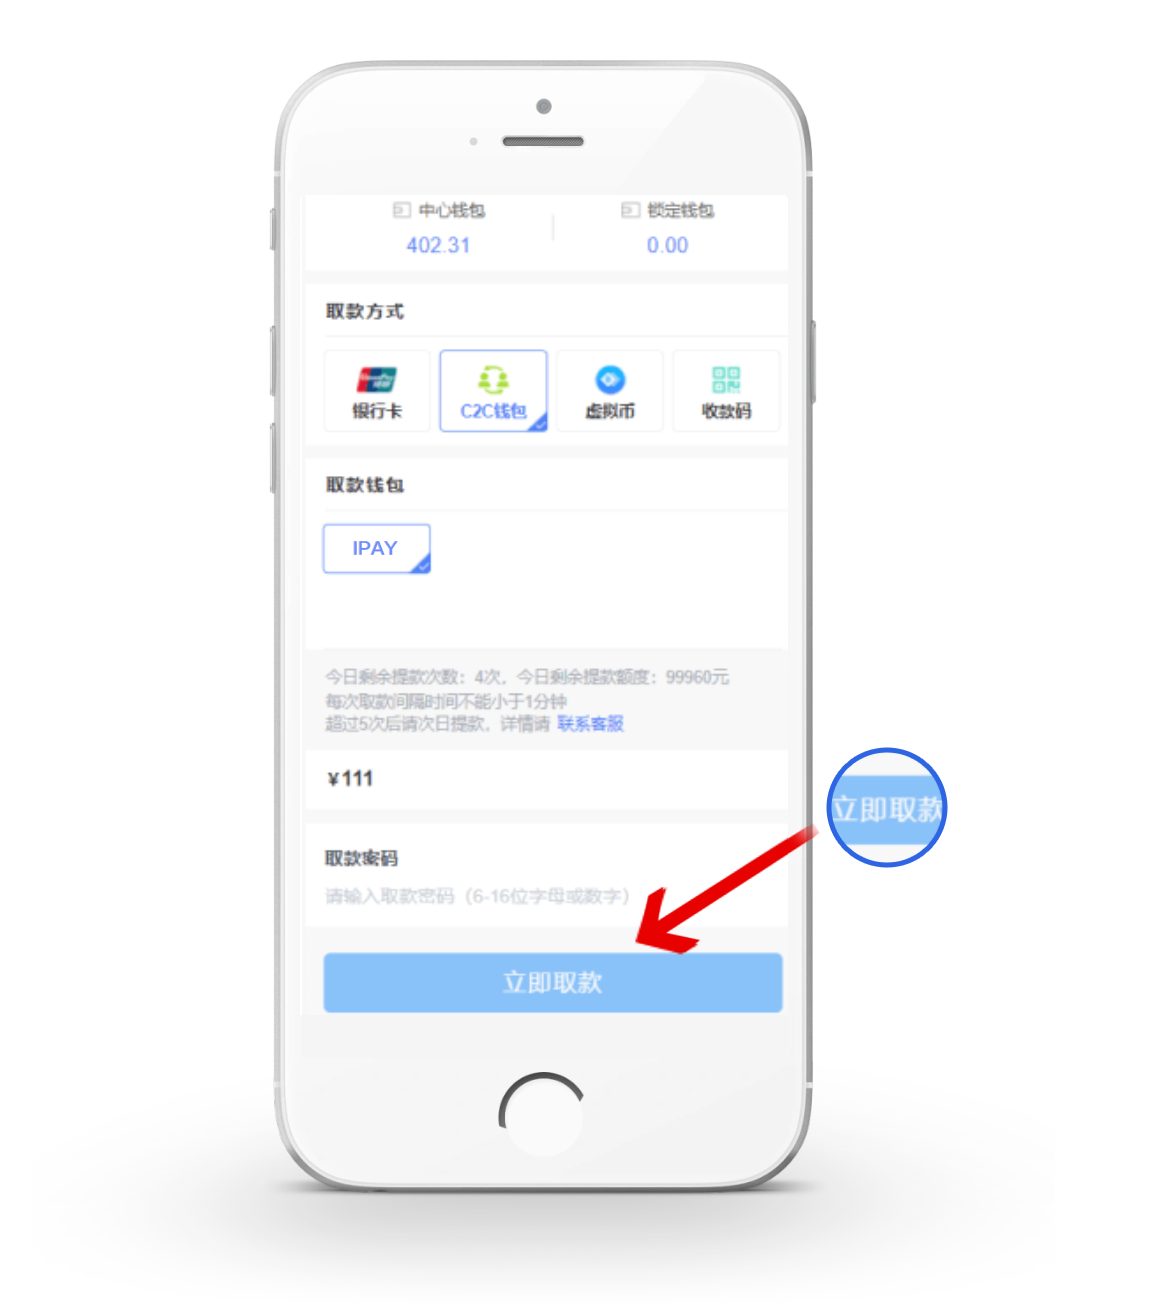 中心钱包
锁定钱包
402.31
0.00
取款方式
银行卡
C2C钱包
虚拟币
收款码
取款钱包
IPAY
今日剩余提款次数：4次，今日剩余提款额度：99960元
每次取款间隔时间不能小于1分钟
超过5次后请次日提款，详情请 联系客服
¥111
立即取款
取款密码
请输入取款密码（6-16位字母或数字）
立即取款